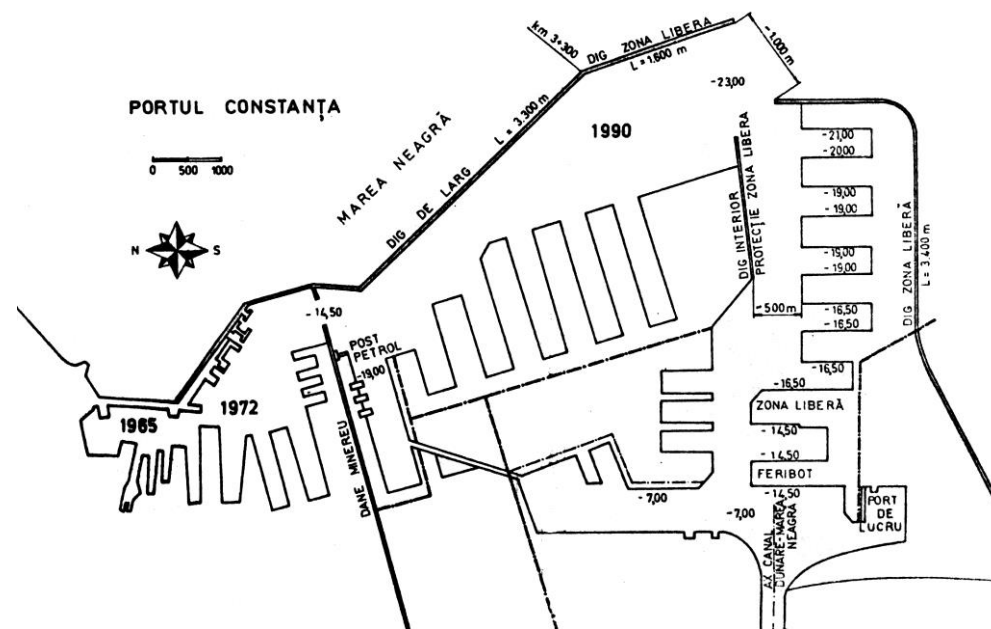 PORTUL CONSTANȚA
0 500 1000
N S
MAREA NEAGRĂ
DIG DE LARG L = 3.300 m
km 3+300
DIG ZONA LIBERA
L = 1.600 m
-1.000 m
-23,00
1990
-21,00
-20,00
-19,00
-19,00
-19,00
-19,00
-16,50
-16,50
-16,50
-16,50
DIG INTERIOR
PROTECȚIE ZONA LIBERA
-500m-
DIG ZONA LIBERĂ
L = 3.400 m
-14,50
POST
PETROL
-19,00
1972
1965
DANE MINEREU
ZONA LIBERĂ
-14,50
-14,50
FERIBOT
-14,50
-7,00
-7,00
AX CANAL
DUNARE-MAREA
NEAGRA
PORT
DE
LUCRU